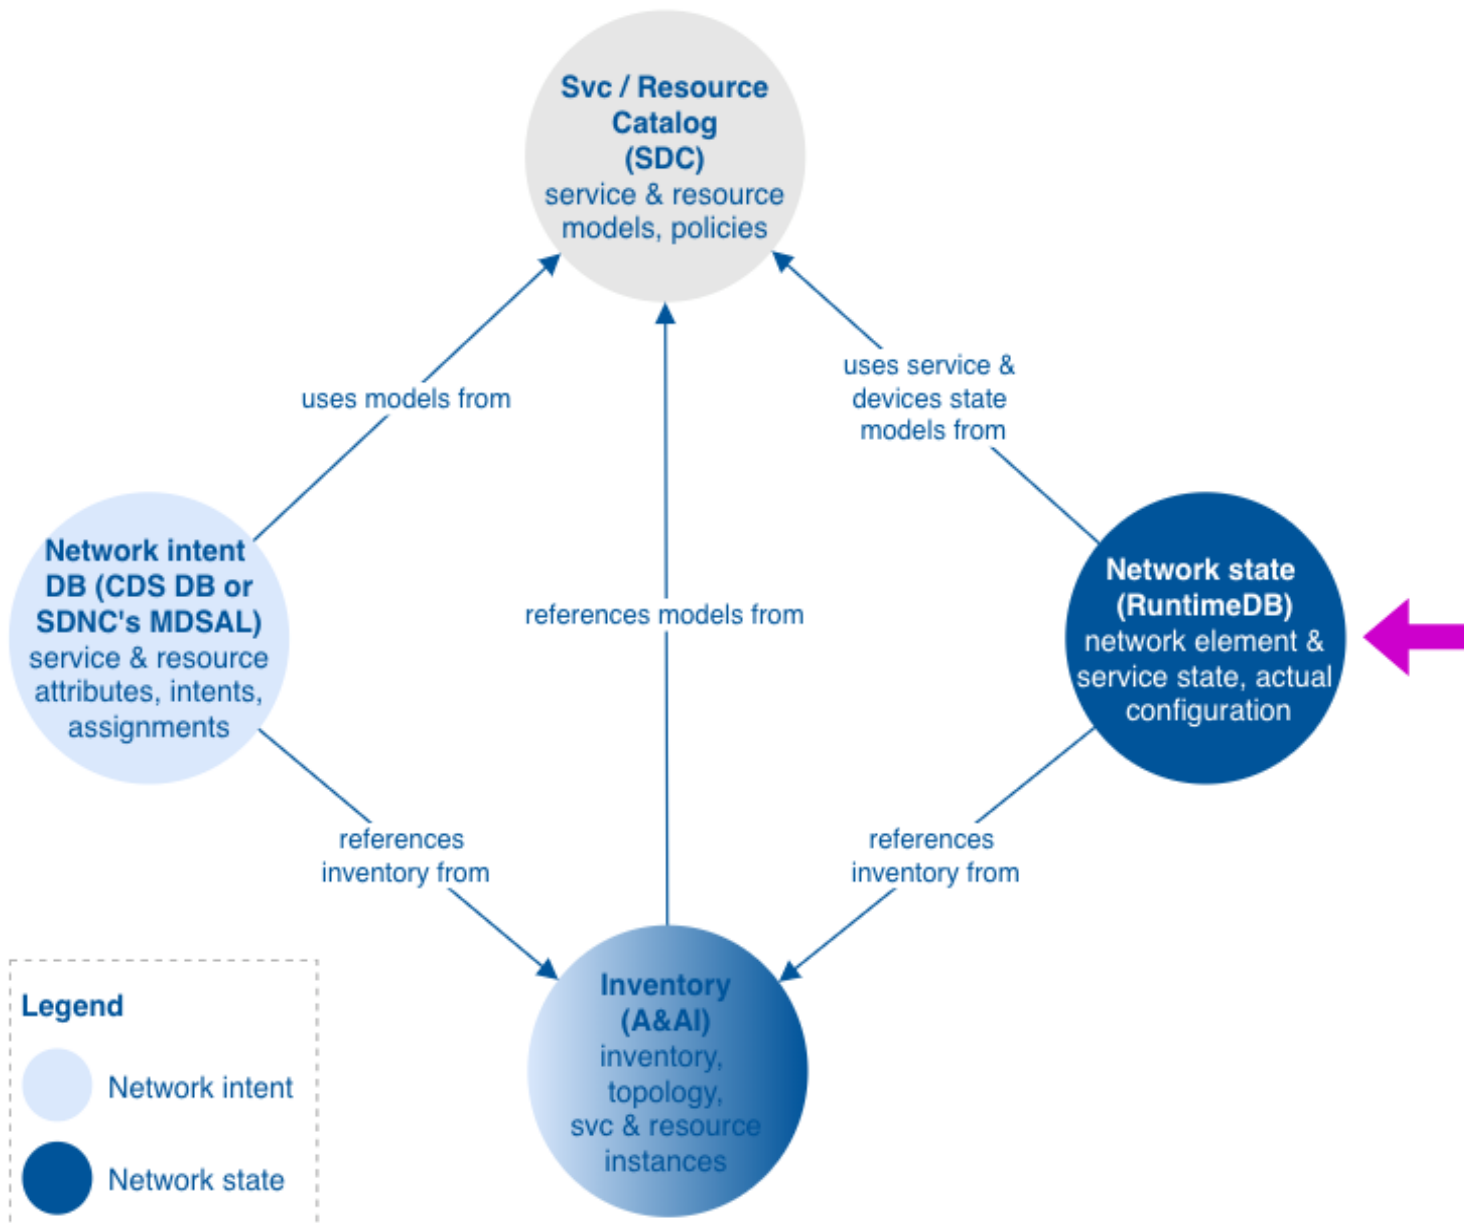 Svc / Resource
Catalog
(SDC)
service & resource
models, policies
uses models from
uses service &
devices state
models from
Network intent
DB (CDS DB or
SDNC's MDSAL)
service & resource
attributes, intents,
assignments
references models from
Network state
(RuntimeDB)
network element &
service state, actual
configuration
references
inventory from
references
inventory from
Inventory
(A&AI)
inventory,
topology,
svc & resource
instances
Legend
Network intent
Network state